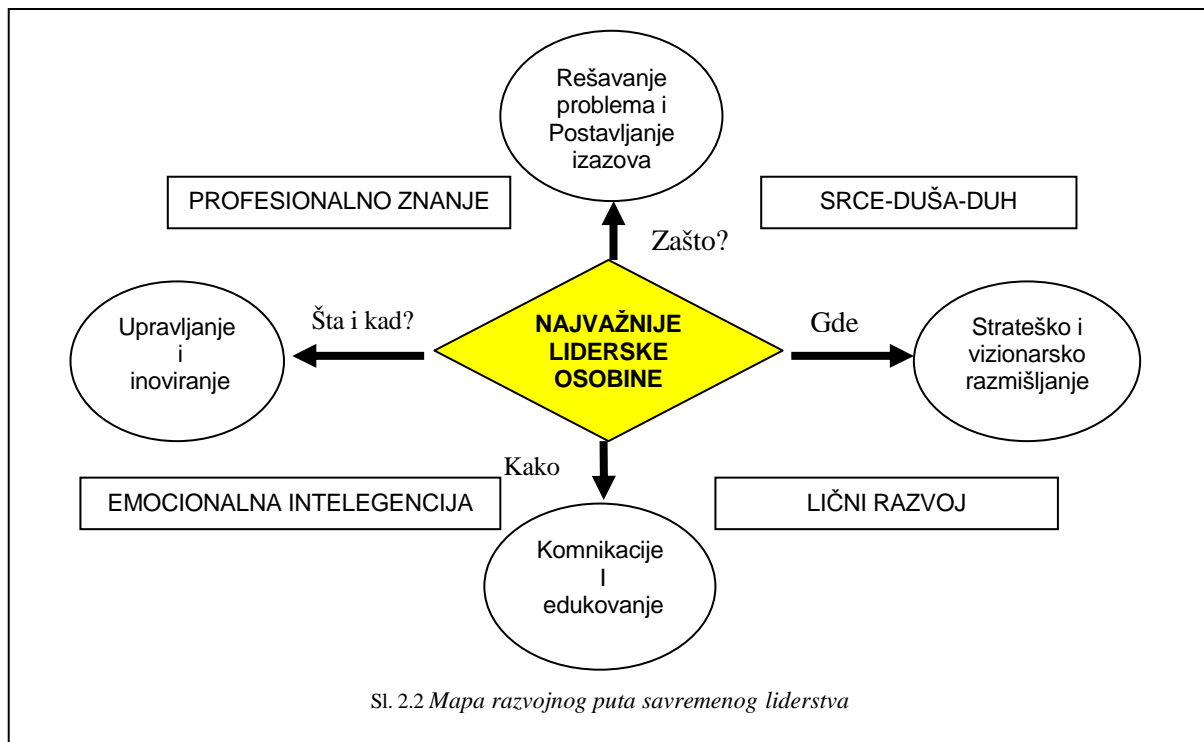 Rešavanje
problema i
Postavljanje
izazova
PROFESIONALNO ZNANJE
SRCE-DUŠA-DUH
Zašto?
Upravljanje
i
inoviranje
Šta i kad?
NAJVAŽNIJE
LIDERSKE
OSOBINE
Gde
Strateško i
vizionarsko
razmišljanje
Kako
EMOCIONALNA INTELEGENCIJA
LIČNI RAZVOJ
Komnikacije
I
edukovanje
Sl. 2.2 Mapa razvojnog puta savremenog liderstva